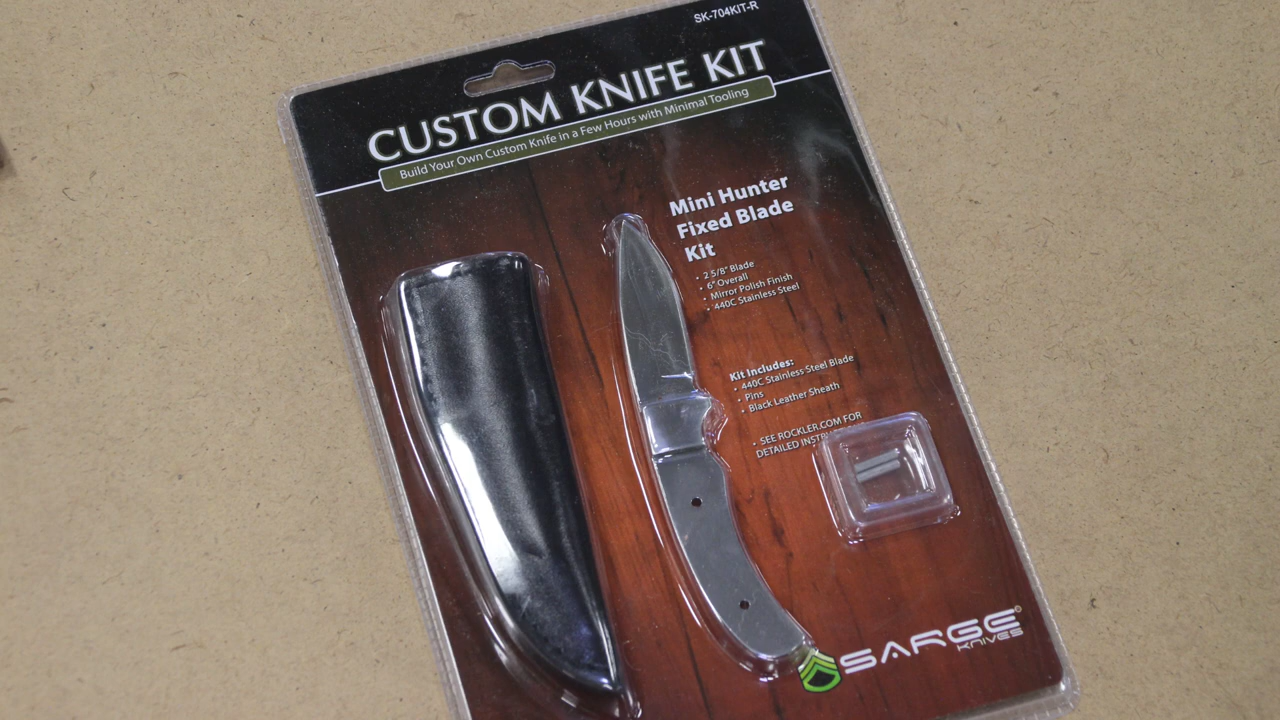 SK-704KIT-R
CUSTOM KNIFE KIT
Build Your Own Custom Knife in a Few Hours with Minimal Tooling
Mini Hunter
Fixed Blade
Kit
• 2 5/8" Blade
• 6" Overall
• Mirror Polish Finish
• 440C Stainless Steel
Kit Includes:
• 440C Stainless Steel Blade
• Pins
• Black Leather Sheath
• SEE ROCKLER.COM FOR
DETAILED
SARGE
KNIVES